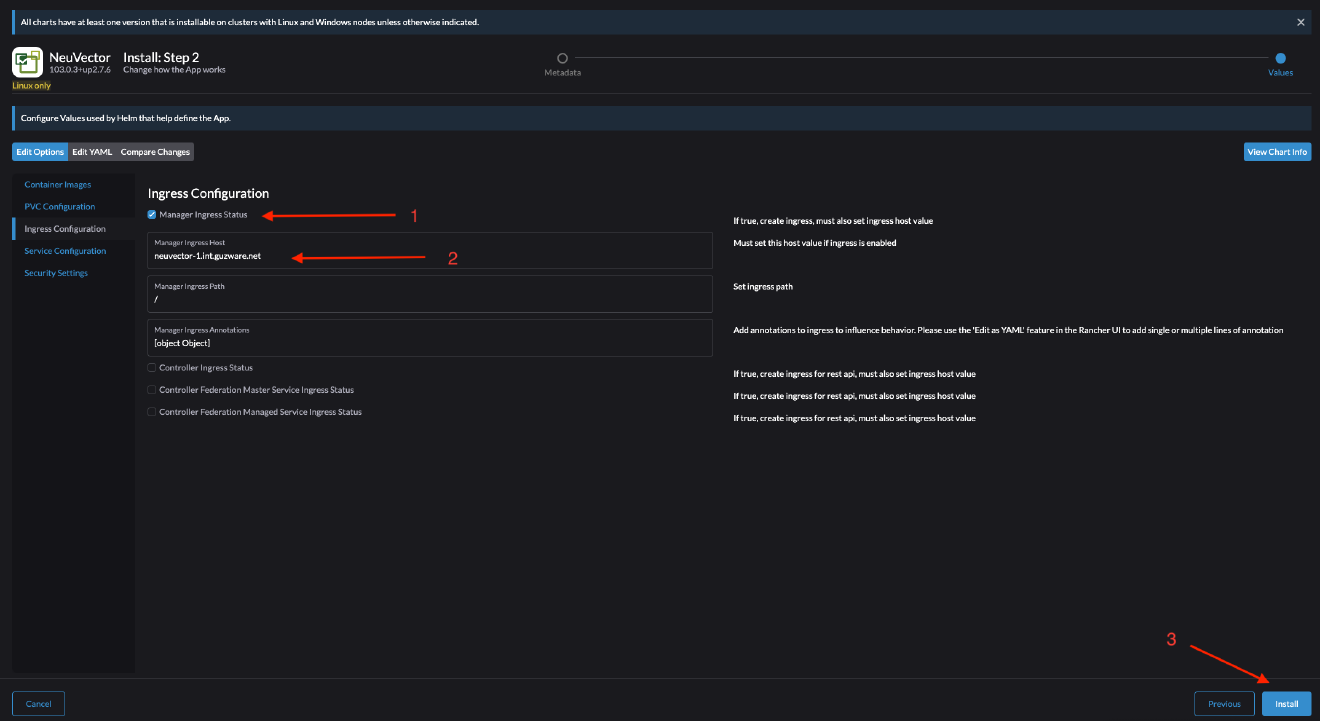 All charts have at least one version that is installable on clusters with Linux and Windows nodes unless otherwise indicated.
NeuVector
103.0.3+up2.7.6
Linux only
Install: Step 2
Change how the App works
Metadata
Values
Configure Values used by Helm that help define the App.
Edit Options
Edit YAML
Compare Changes
View Chart Info
Container Images
PVC Configuration
Ingress Configuration
Service Configuration
Security Settings
Ingress Configuration
Manager Ingress Status
1
If true, create ingress, must also set ingress host value
Manager Ingress Host
neuvector-1.int.guzware.net
2
Must set this host value if ingress is enabled
Manager Ingress Path
/
Set ingress path
Manager Ingress Annotations
[object Object]
Add annotations to ingress to influence behavior. Please use the 'Edit as YAML' feature in the Rancher UI to add single or multiple lines of annotation
Controller Ingress Status
If true, create ingress for rest api, must also set ingress host value
Controller Federation Master Service Ingress Status
If true, create ingress for rest api, must also set ingress host value
Controller Federation Managed Service Ingress Status
If true, create ingress for rest api, must also set ingress host value
3
Cancel
Previous
Install